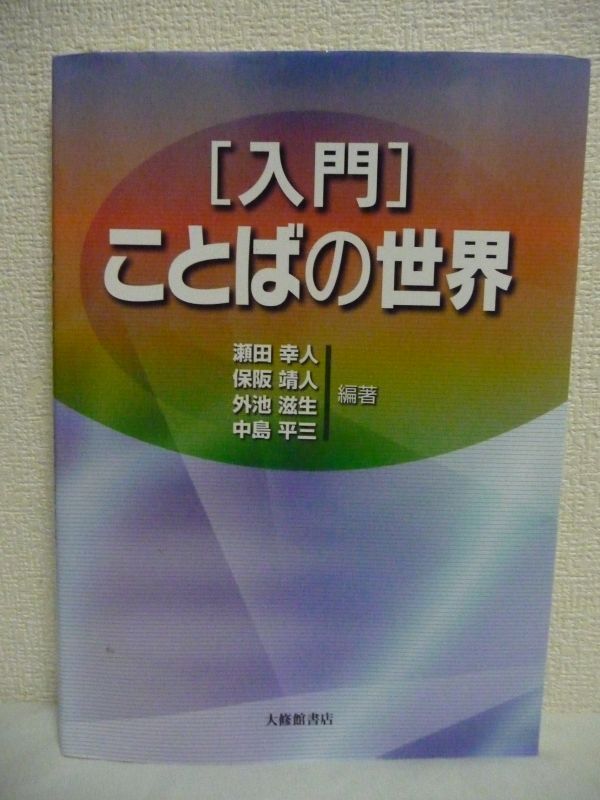 [入門]
ことばの世界
瀬田 幸人
保阪 靖人
外池 滋生
中島 平三
編著
大修館書店